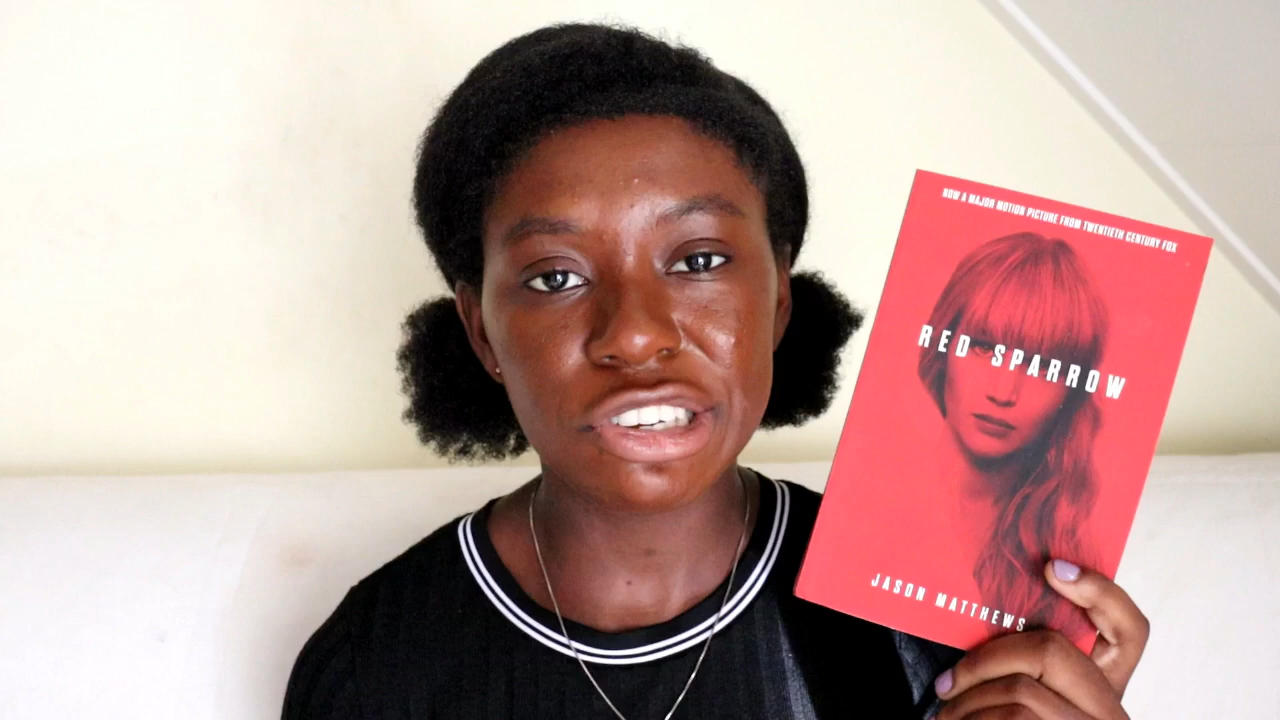 NOW A MAJOR MOTION PICTURE FROM TWENTIETH CENTURY FOX
RED SPARROW
JASON MATTHEWS